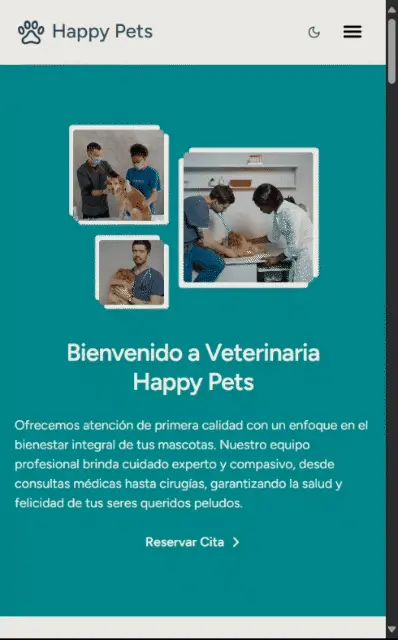 Happy Pets
Bienvenido a Veterinaria
Happy Pets
Ofrecemos atención de primera calidad con un enfoque en el
bienestar integral de tus mascotas. Nuestro equipo
profesional brinda cuidado experto y compasivo, desde
consultas médicas hasta cirugías, garantizando la salud y
felicidad de tus seres queridos peludos.
Reservar Cita